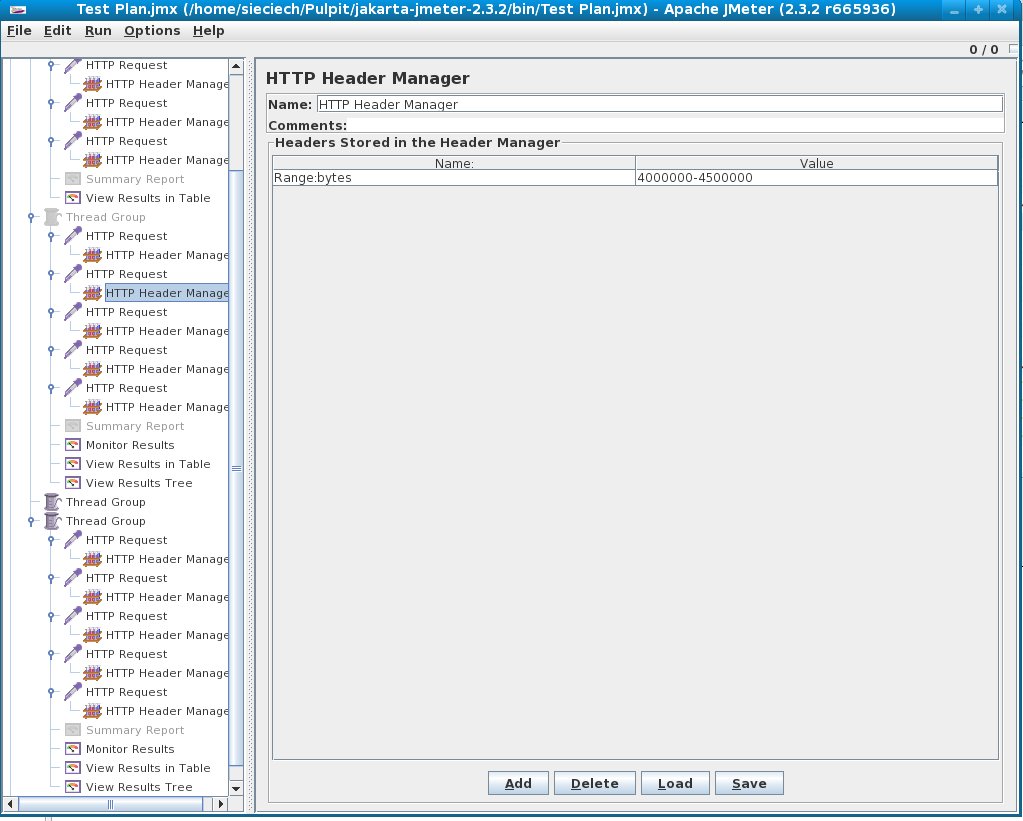 Test Plan.jmx (/home/sieciech/Pulpit/jakarta-jmeter-2.3.2/bin/Test Plan.jmx) - Apache JMeter (2.3.2 r665936)
File Edit Run Options Help
0 / 0
HTTP Request
HTTP Header Manage
HTTP Request
HTTP Header Manage
HTTP Request
HTTP Header Manage
Summary Report
View Results in Table
Thread Group
HTTP Request
HTTP Header Manage
HTTP Request
HTTP Header Manage
HTTP Request
HTTP Header Manage
HTTP Request
HTTP Header Manage
HTTP Request
HTTP Header Manage
Summary Report
Monitor Results
View Results in Table
View Results Tree
Thread Group
Thread Group
HTTP Request
HTTP Header Manage
HTTP Request
HTTP Header Manage
HTTP Request
HTTP Header Manage
HTTP Request
HTTP Header Manage
HTTP Request
HTTP Header Manage
Summary Report
Monitor Results
View Results in Table
View Results Tree
HTTP Header Manager
Name: HTTP Header Manager
Comments:
Headers Stored in the Header Manager
Name: Value
Range:bytes 4000000-4500000
Add Delete Load Save